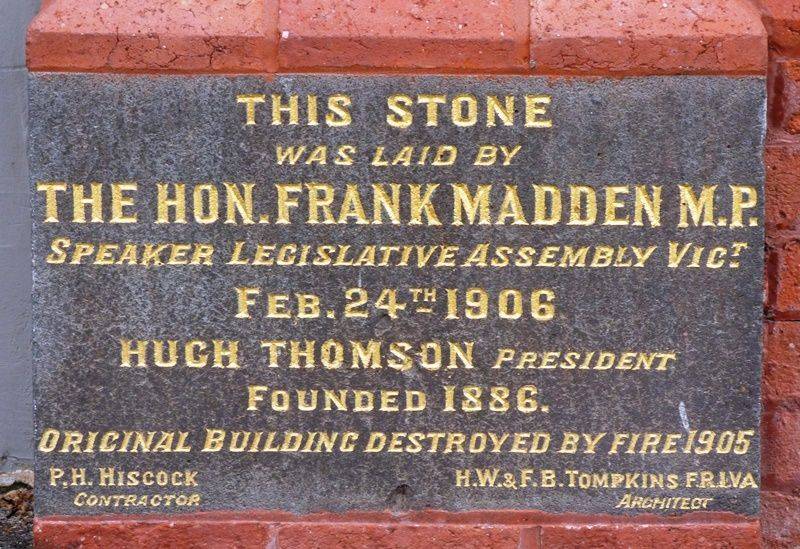 THIS STONE
WAS LAID BY
THE HON. FRANK MADDEN M.P.
SPEAKER LEGISLATIVE ASSEMBLY VICT
FEB. 24TH 1906
HUGH THOMSON PRESIDENT
FOUNDED 1886.
ORIGINAL BUILDING DESTROYED BY FIRE 1905
P. H. HISCOCK H.W. & F.B. TOMPKINS F.R.I.V.A
CONTRACTOR ARCHITECT